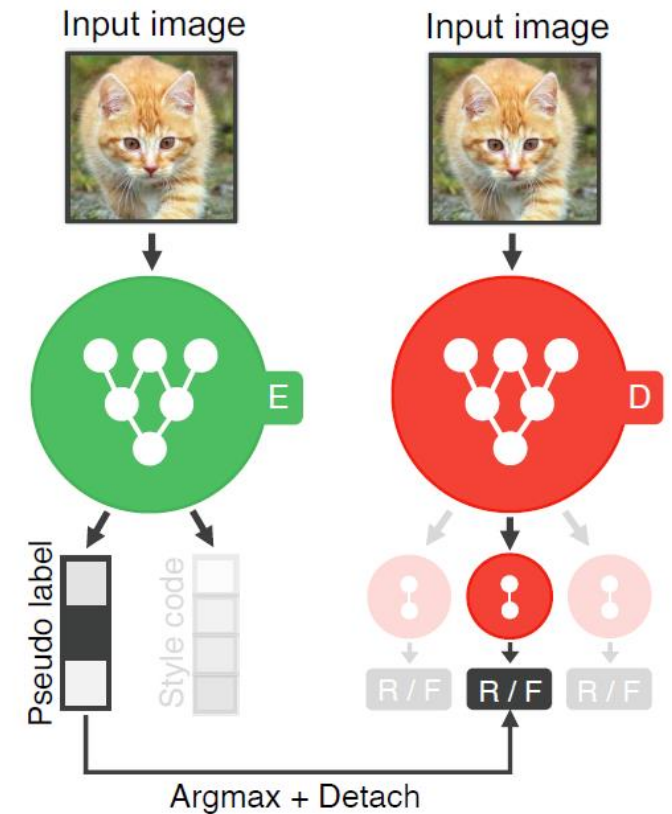 Input image
Input image
E
D
Pseudo label
Style code
R / F
R / F
R / F
Argmax + Detach